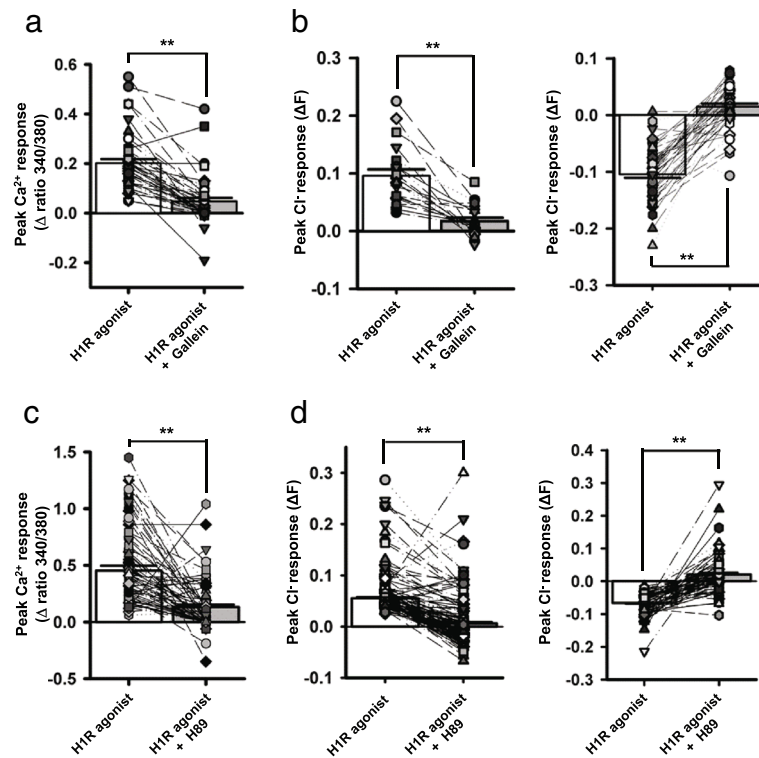 a
**
Peak Ca²⁺ response
(Δ ratio 340/380)
0.6
0.4
0.2
0.0
-0.2
H1R agonist
H1R agonist
+ Gallein
b
**
Peak Cl⁻ response (ΔF)
0.3
0.2
0.1
0.0
-0.1
H1R agonist
H1R agonist
+ Gallein
Peak Cl⁻ response (ΔF)
0.1
0.0
-0.1
-0.2
-0.3
**
H1R agonist
H1R agonist
+ Gallein
c
**
Peak Ca²⁺ response
(Δ ratio 340/380)
1.5
1.0
0.5
0.0
-0.5
H1R agonist
H1R agonist
+ H89
d
**
Peak Cl⁻ response (ΔF)
0.3
0.2
0.1
0.0
-0.1
H1R agonist
H1R agonist
+ H89
**
Peak Cl⁻ response (ΔF)
0.4
0.3
0.2
0.1
0.0
-0.1
-0.2
-0.3
H1R agonist
H1R agonist
+ H89